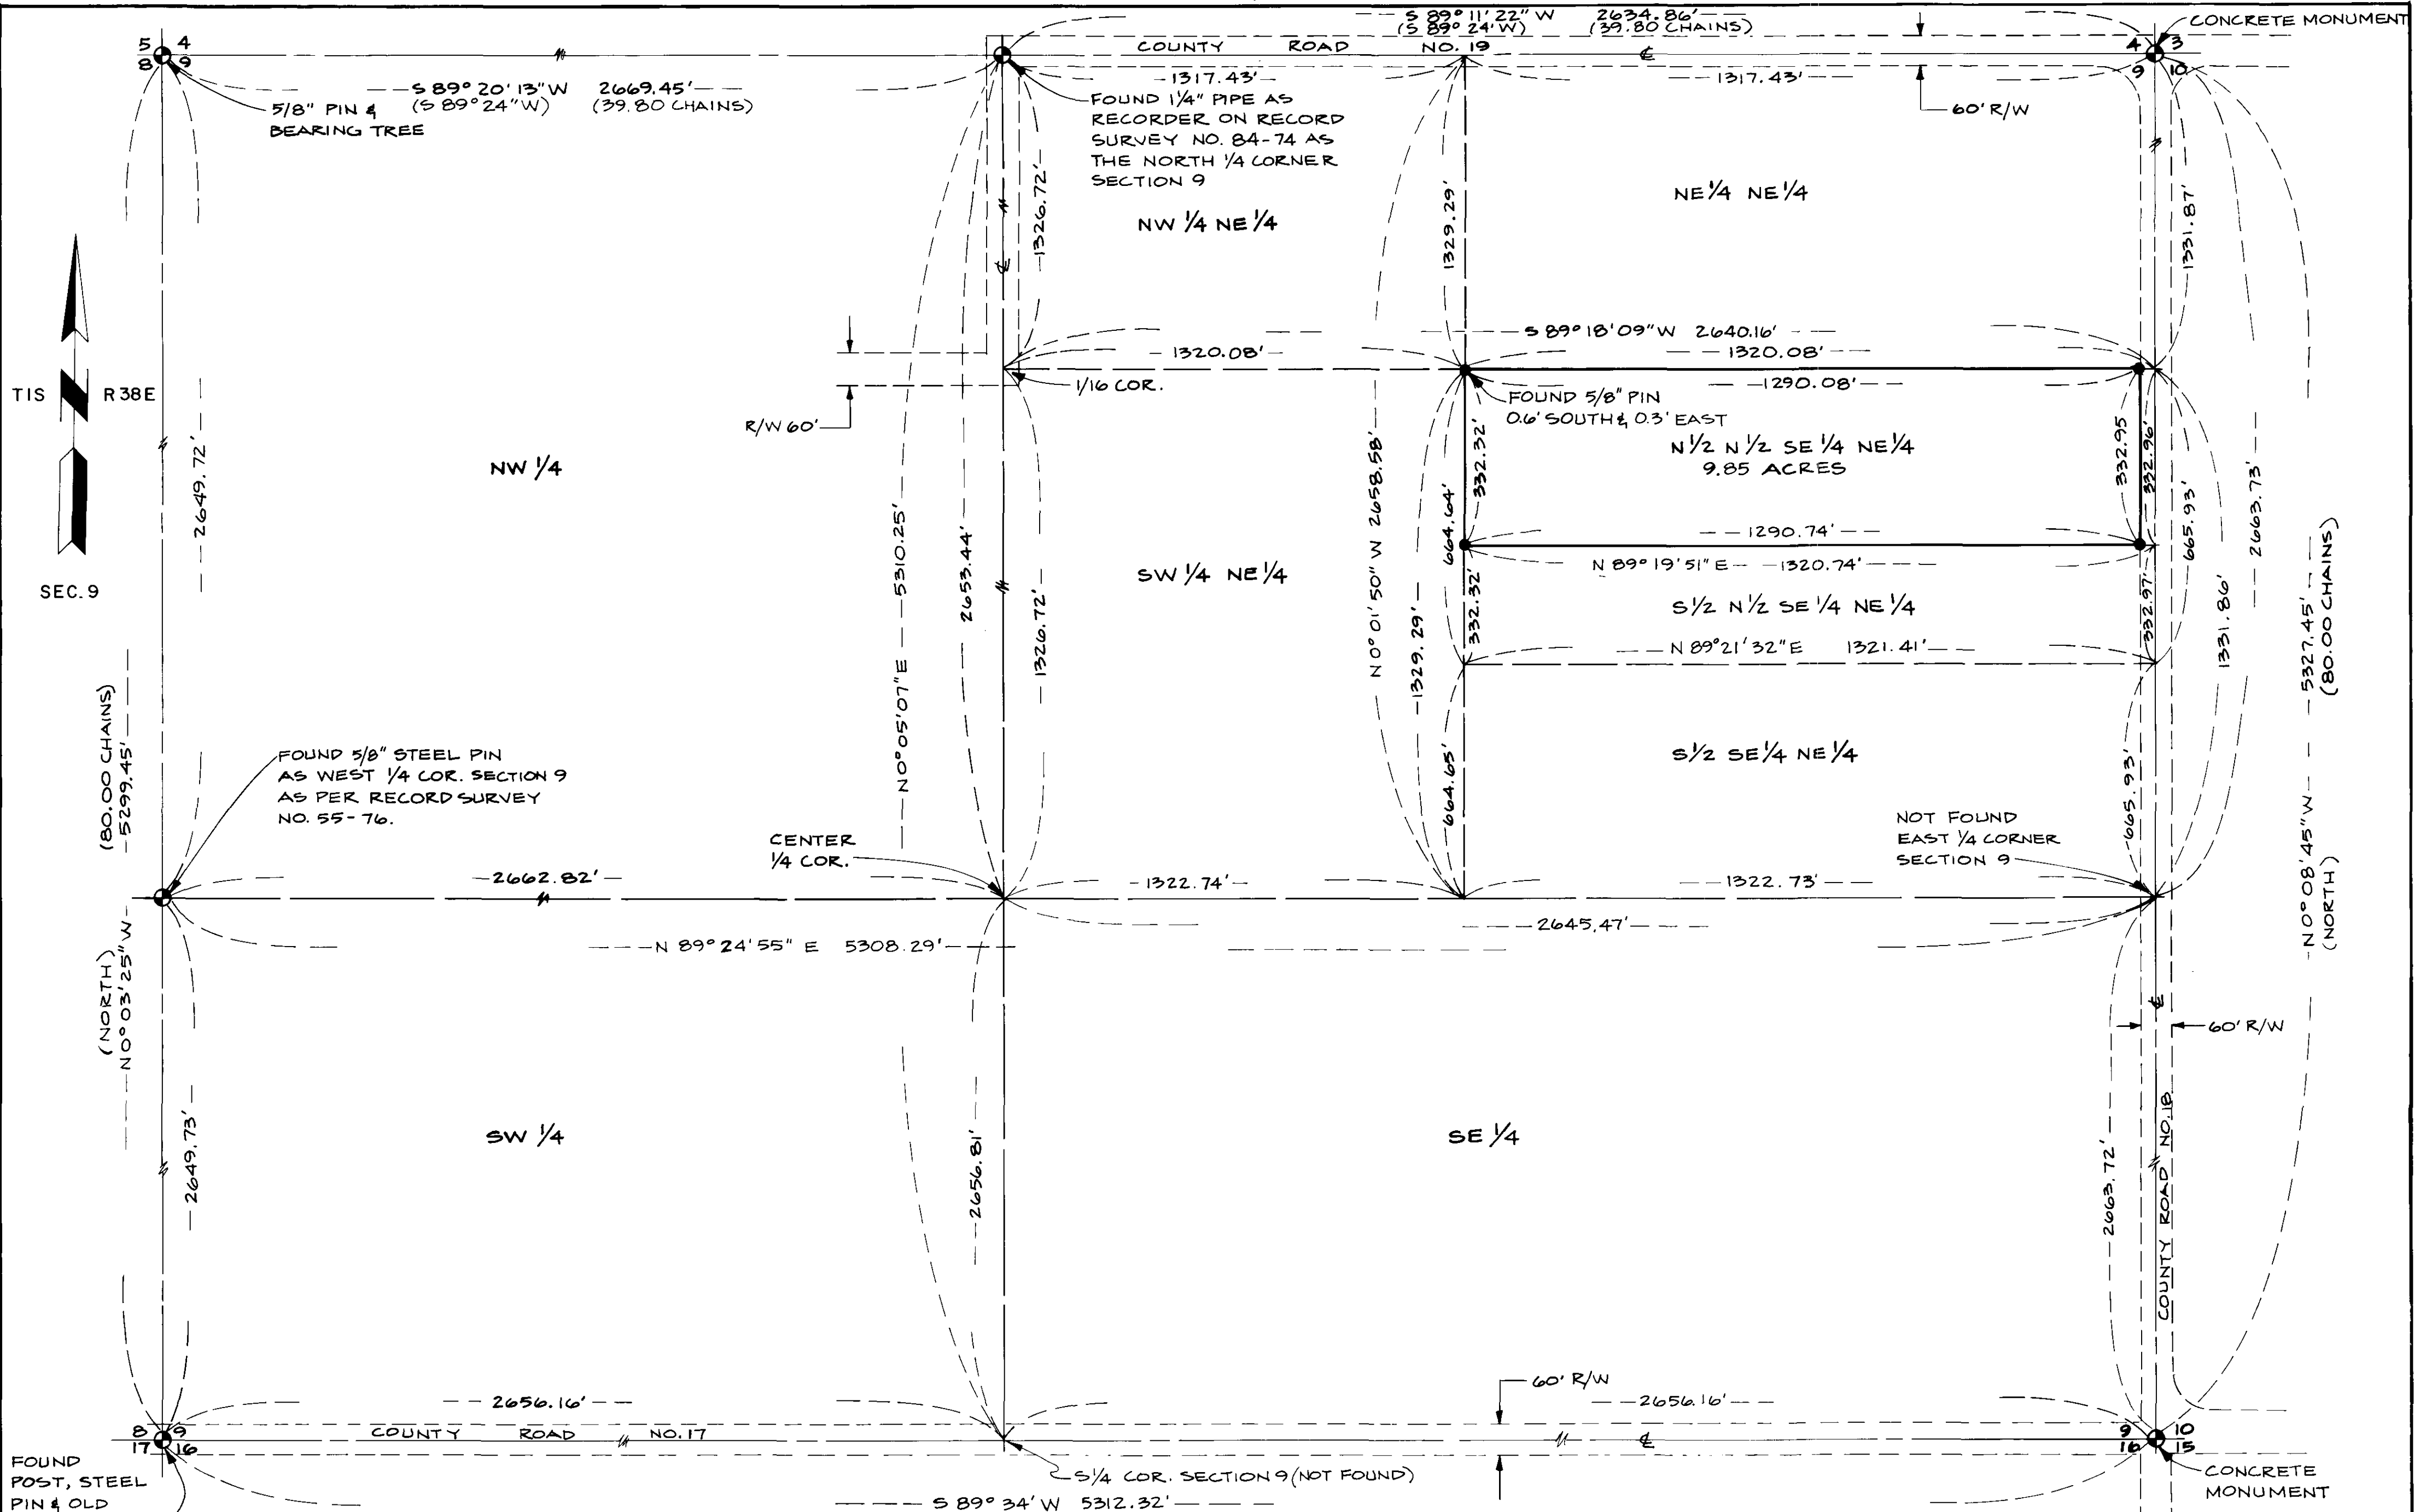 S 89° 11' 22" W 2634.86'
(S 89° 24' W) (39.80 CHAINS)
CONCRETE MONUMENT
5 4
8 9
COUNTY ROAD NO. 19 ℄
4 3
9 10
1317.43'
1317.43'
S 89° 20' 13" W 2669.45'
(S 89° 24" W) (39.80 CHAINS)
5/8" PIN &
BEARING TREE
FOUND 1 1/4" PIPE AS
RECORDER ON RECORD
SURVEY NO. 84-74 AS
THE NORTH 1/4 CORNER
SECTION 9
60' R/W
1326.72'
NW 1/4 NE 1/4
1329.29'
NE 1/4 NE 1/4
1331.87'
℄
S 89° 18' 09" W 2640.16'
1320.08'
1320.08'
1/16 COR.
1290.08'
R/W 60'
FOUND 5/8" PIN
0.6' SOUTH & 0.3' EAST
T1S N R38E
SEC. 9
2649.72'
NW 1/4
N 0° 05' 07" E 5310.25'
2653.44'
1326.72'
SW 1/4 NE 1/4
N 0° 01' 50" W 2658.58'
1329.29'
664.64'
332.32'
N 1/2 N 1/2 SE 1/4 NE 1/4
9.85 ACRES
332.95
332.96'
665.93'
2663.73'
1290.74'
N 89° 19' 51" E 1320.74'
332.32'
S 1/2 N 1/2 SE 1/4 NE 1/4
332.97'
1331.86'
N 89° 21' 32" E 1321.41'
5327.45'
(80.00 CHAINS)
N 0° 08' 45" W
(NORTH)
664.65'
S 1/2 SE 1/4 NE 1/4
665.93'
(80.00 CHAINS)
5299.45'
(NORTH)
N 0° 03' 25" W
FOUND 5/8" STEEL PIN
AS WEST 1/4 COR. SECTION 9
AS PER RECORD SURVEY
NO. 55-76.
CENTER
1/4 COR.
NOT FOUND
EAST 1/4 CORNER
SECTION 9
2662.82'
1322.74'
1322.73'
2645.47'
N 89° 24' 55" E 5308.29'
℄
60' R/W
2649.73'
SW 1/4
2656.81'
SE 1/4
2663.72'
COUNTY ROAD NO. 18
60' R/W
2656.16'
2656.16'
8 9
17 16
COUNTY ROAD NO. 17
℄
9 10
16 15
FOUND
POST, STEEL
PIN & OLD
S 1/4 COR. SECTION 9 (NOT FOUND)
CONCRETE
MONUMENT
S 89° 34' W 5312.32'